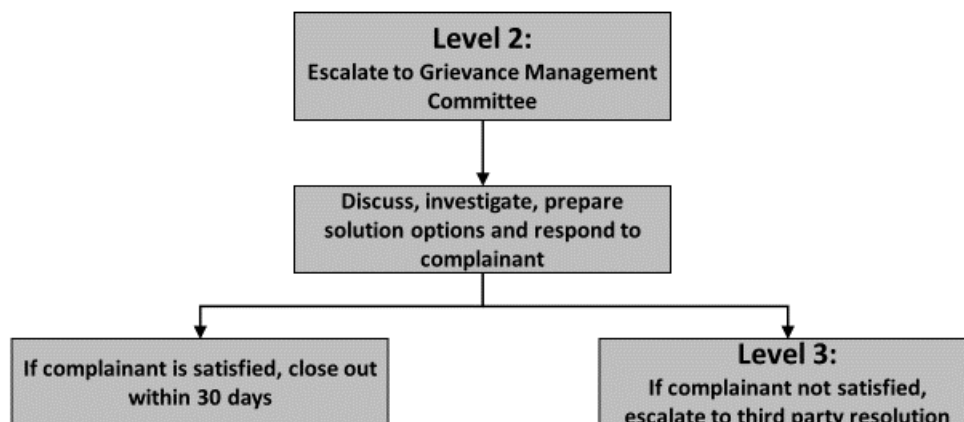 Level 2:
Escalate to Grievance Management
Committee
Discuss, investigate, prepare
solution options and respond to
complainant
If complainant is satisfied, close out
within 30 days
Level 3:
If complainant not satisfied,
escalate to third party resolution